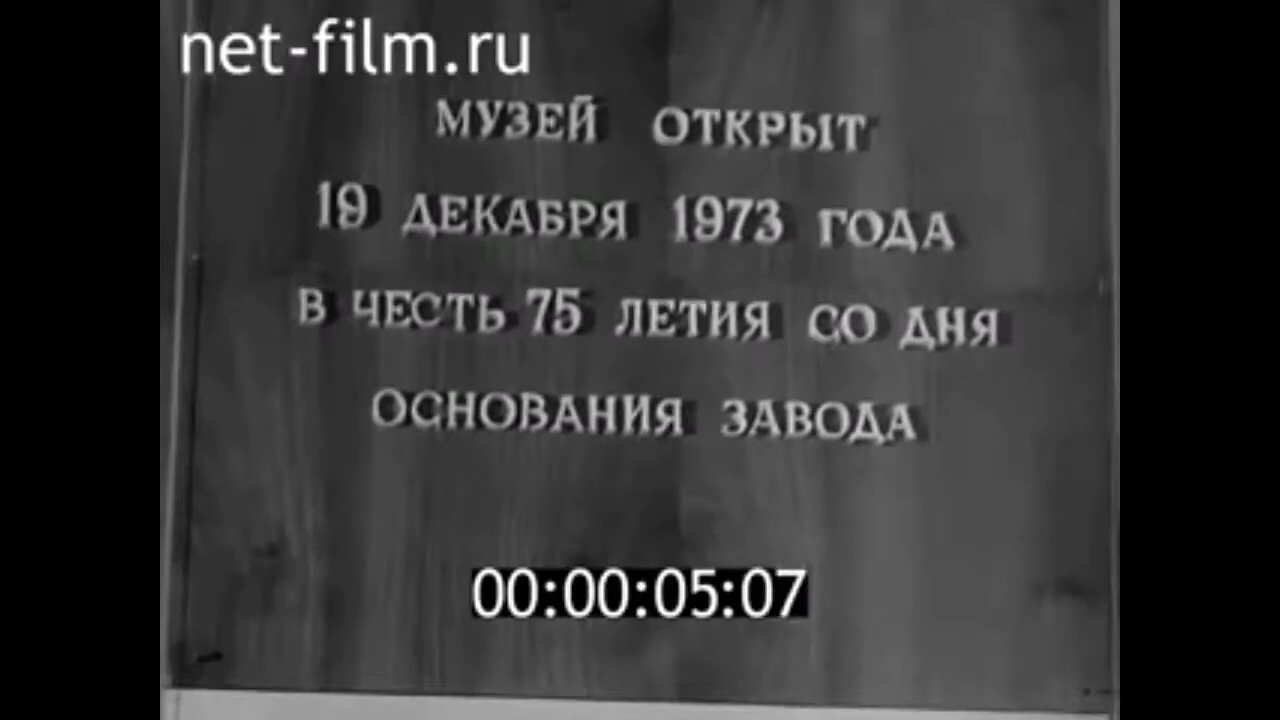 net-film.ru
МУЗЕЙ ОТКРЫТ
19 ДЕКАБРЯ 1973 ГОДА
В ЧЕСТЬ 75 ЛЕТИЯ СО ДНЯ
ОСНОВАНИЯ ЗАВОДА
00:00:05:07